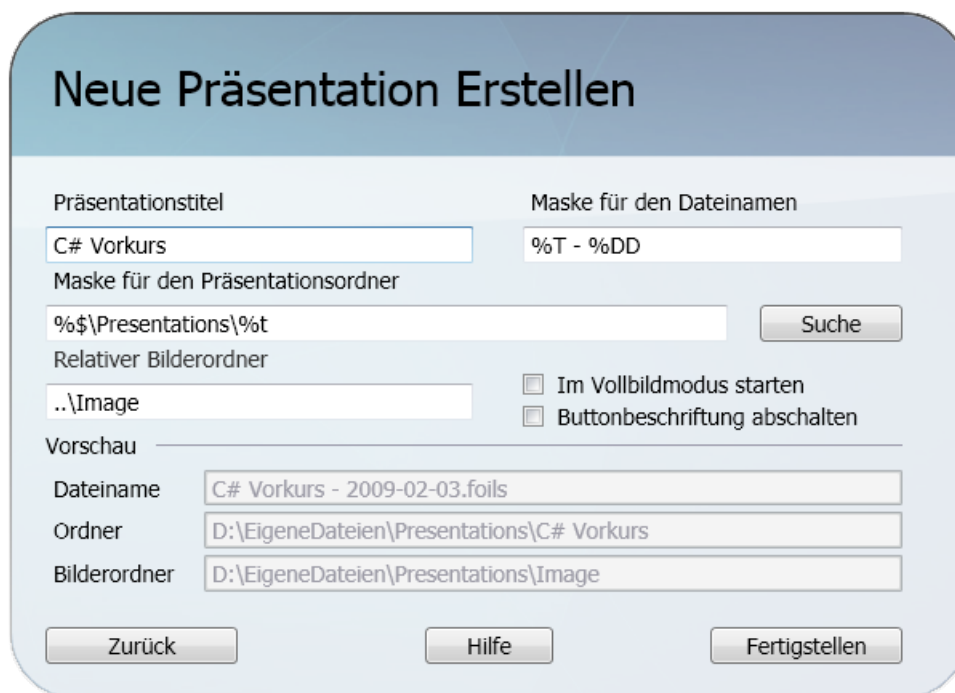 Neue Präsentation Erstellen
Präsentationstitel
Maske für den Dateinamen
C# Vorkurs
%T - %DD
Maske für den Präsentationsordner
%$\Presentations\%t
Suche
Relativer Bilderordner
..\Image
Im Vollbildmodus starten
Buttonbeschriftung abschalten
Vorschau
Dateiname
C# Vorkurs - 2009-02-03.foils
Ordner
D:\EigeneDateien\Presentations\C# Vorkurs
Bilderordner
D:\EigeneDateien\Presentations\Image
Zurück
Hilfe
Fertigstellen